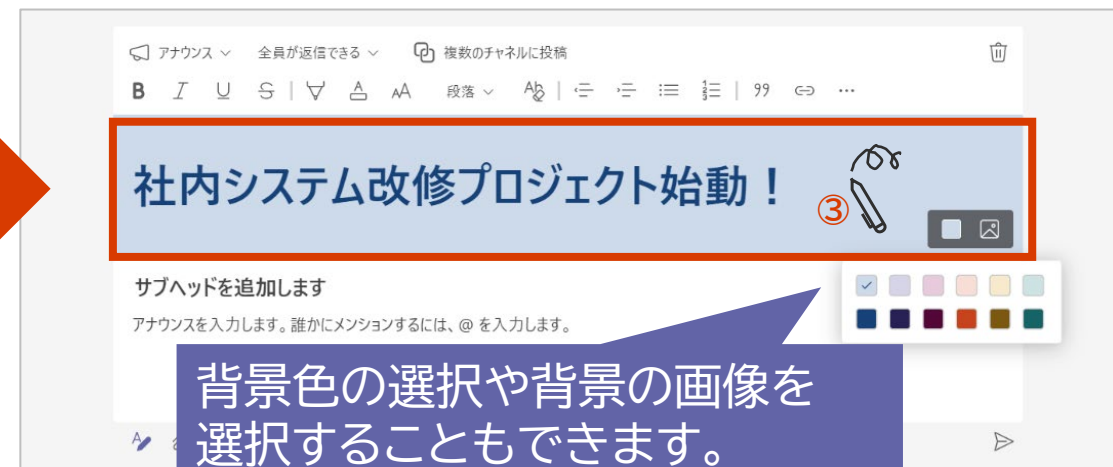 アナウンス 全員が返信できる 複数のチャネルに投稿
B I U S A AA 段落 Ab 99 ...
社内システム改修プロジェクト始動！
③
サブヘッドを追加します
アナウンスを入力します。誰かにメンションするには、@ を入力します。
背景色の選択や背景の画像を
選択することもできます。